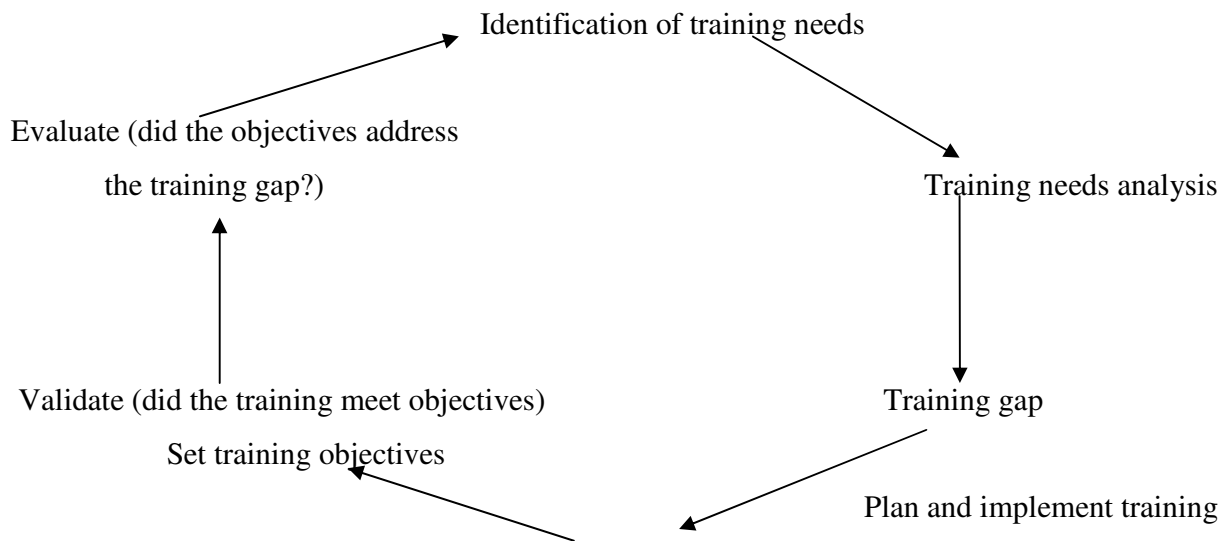 Identification of training needs
Evaluate (did the objectives address
the training gap?)
Training needs analysis
Validate (did the training meet objectives)
Training gap
Set training objectives
Plan and implement training